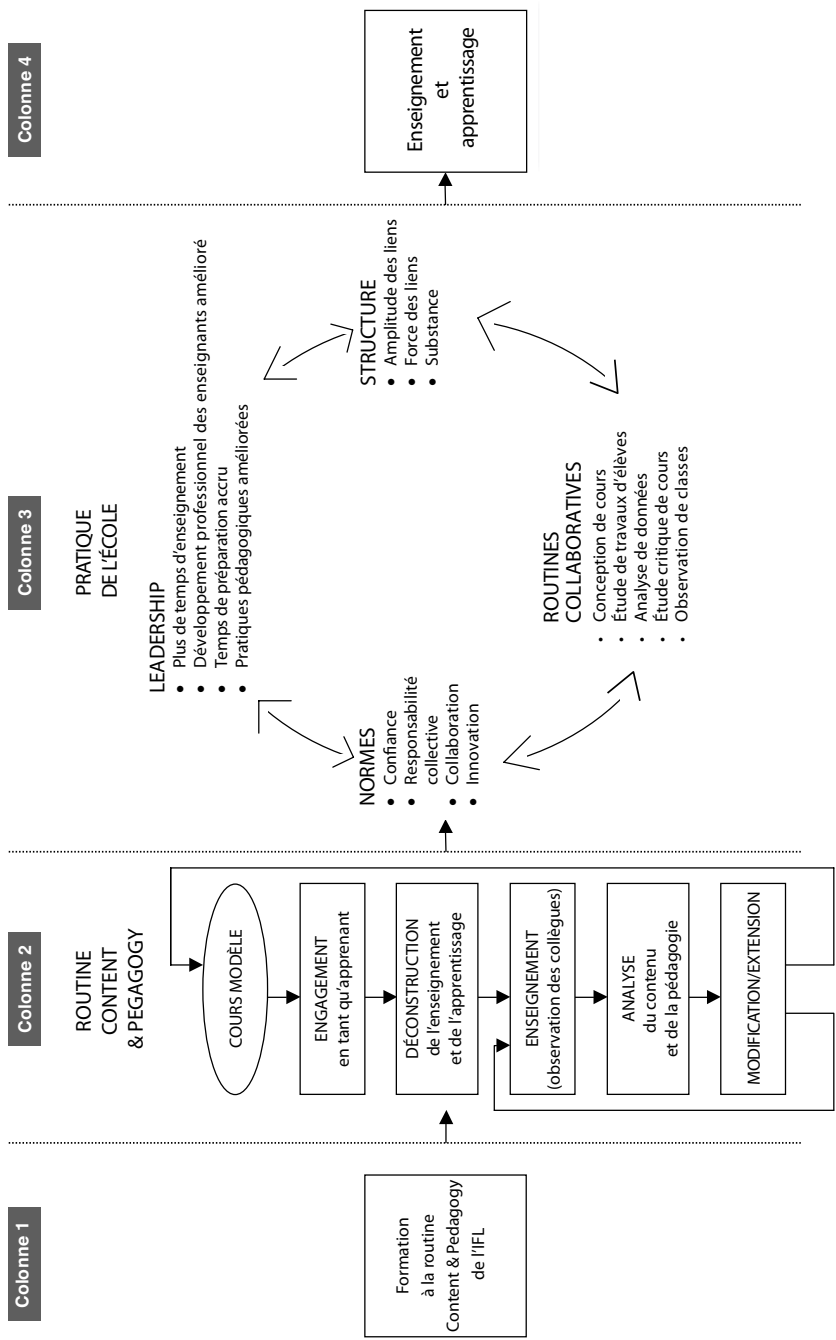 Colonne 1
Formation
à la routine
Content & Pedagogy
de l'IFL
Colonne 2
ROUTINE
CONTENT
& PEGAGOGY
COURS MODÈLE
ENGAGEMENT
en tant qu'apprenant
DÉCONSTRUCTION
de l'enseignement
et de l'apprentissage
ENSEIGNEMENT
(observation des collègues)
ANALYSE
du contenu
et de la pédagogie
MODIFICATION/EXTENSION
Colonne 3
PRATIQUE
DE L'ÉCOLE
LEADERSHIP
• Plus de temps d'enseignement
• Développement professionnel des enseignants amélioré
• Temps de préparation accru
• Pratiques pédagogiques améliorées
NORMES
• Confiance
• Responsabilité
collective
• Collaboration
• Innovation
STRUCTURE
• Amplitude des liens
• Force des liens
• Substance
ROUTINES
COLLABORATIVES
• Conception de cours
• Étude de travaux d'élèves
• Analyse de données
• Étude critique de cours
• Observation de classes
Colonne 4
Enseignement
et
apprentissage